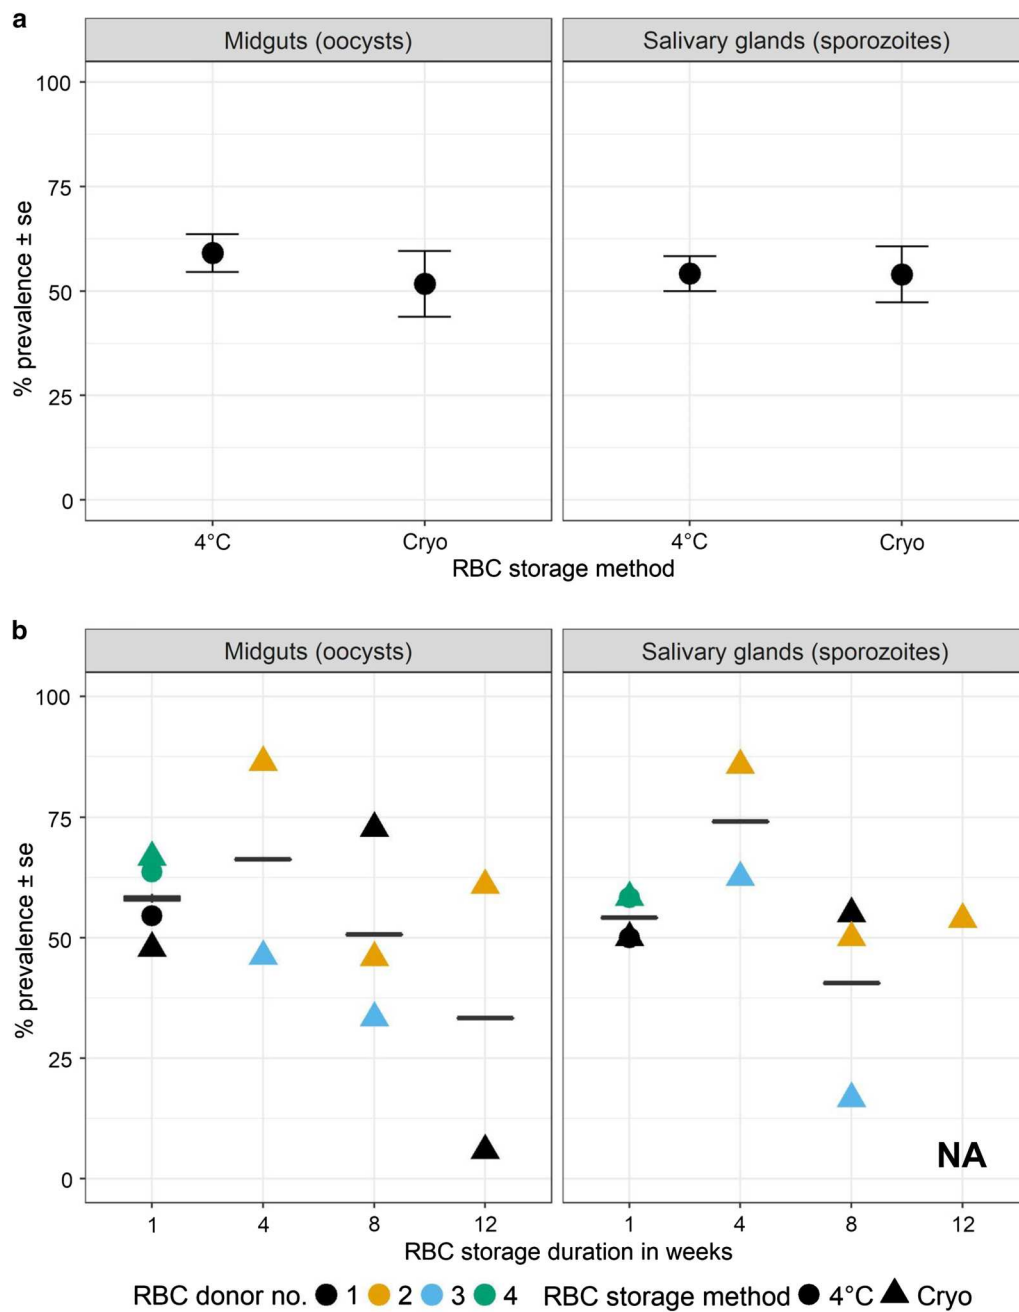 a
Midguts (oocysts)
Salivary glands (sporozoites)
% prevalence ± se
100
75
50
25
0
4°C
Cryo
4°C
Cryo
RBC storage method
b
Midguts (oocysts)
Salivary glands (sporozoites)
% prevalence ± se
100
75
50
25
0
NA
1
4
8
12
1
4
8
12
RBC storage duration in weeks
RBC donor no. 1 2 3 4 RBC storage method 4°C Cryo